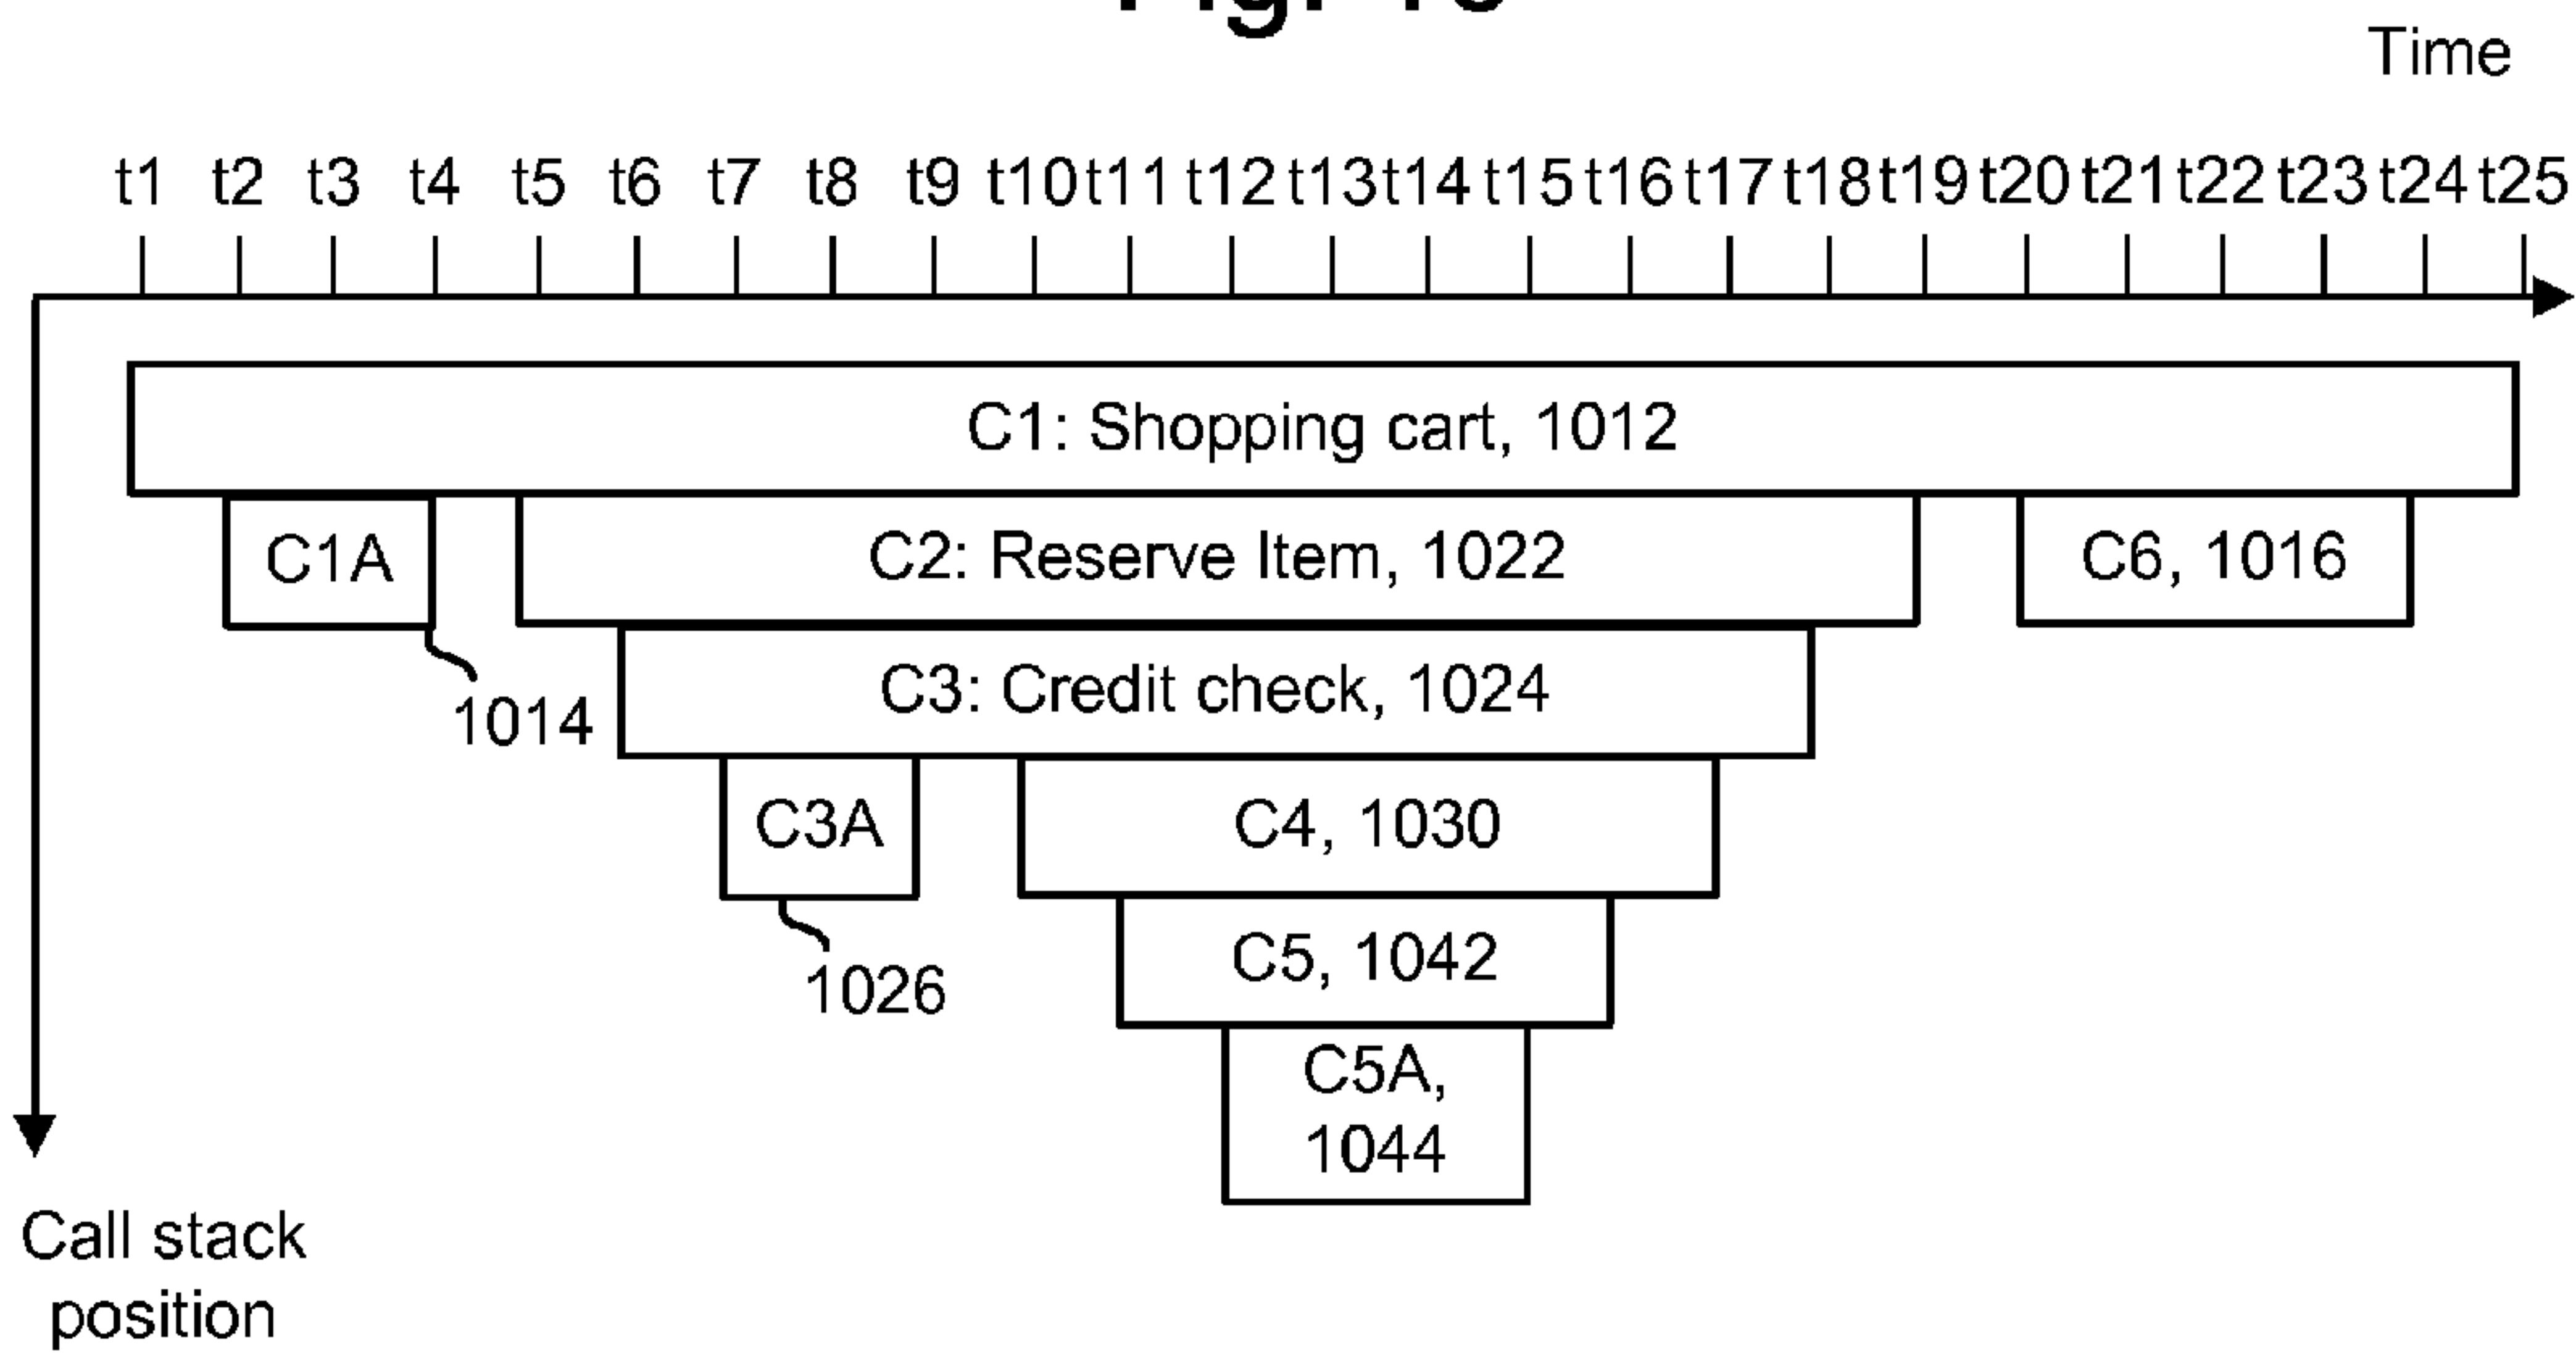 Time
t1 t2 t3 t4 t5 t6 t7 t8 t9 t10 t11 t12 t13 t14 t15 t16 t17 t18 t19 t20 t21 t22 t23 t24 t25
C1: Shopping cart, 1012
C1A
C2: Reserve Item, 1022
C6, 1016
1014
C3: Credit check, 1024
C3A
C4, 1030
1026
C5, 1042
C5A,
1044
Call stack
position